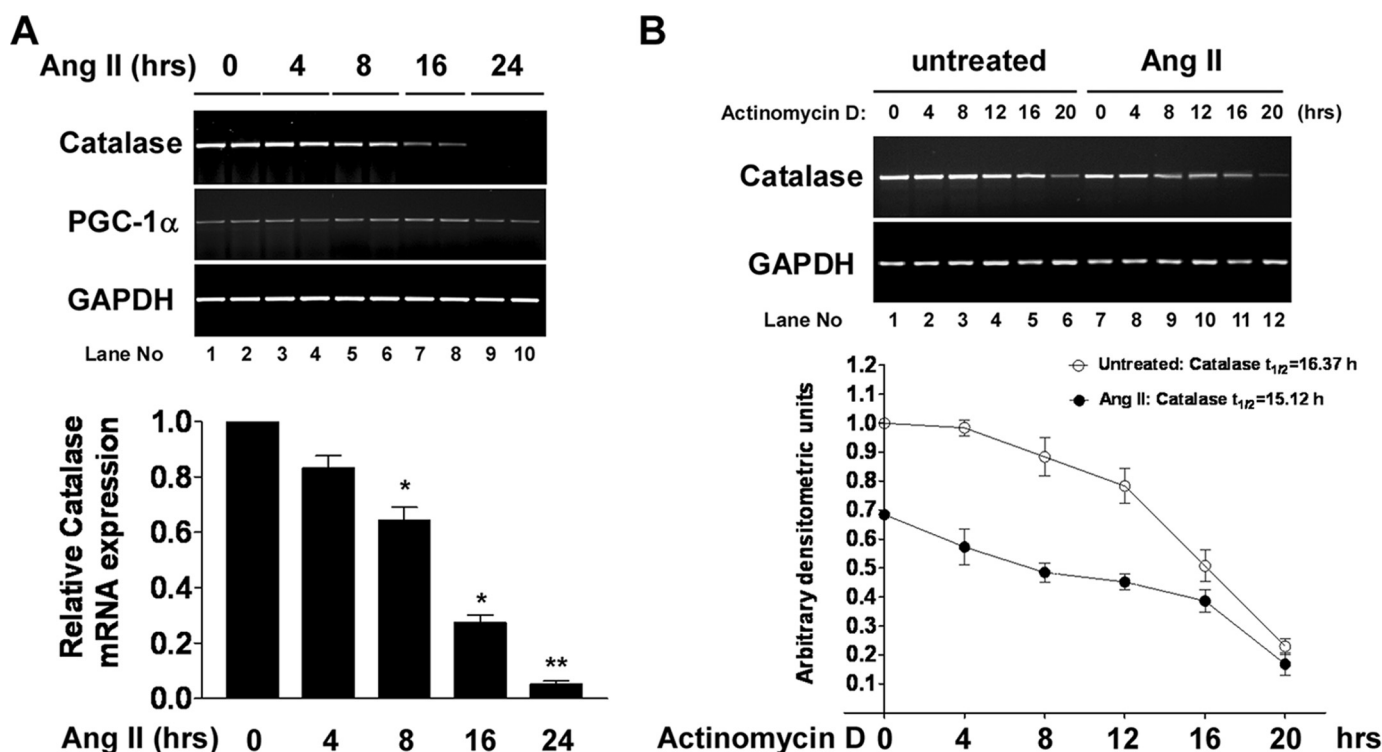 A
Ang II (hrs) 0 4 8 16 24
Catalase
PGC-1α
GAPDH
Lane No 1 2 3 4 5 6 7 8 9 10
Relative Catalase
mRNA expression
1.0
0.8
0.6
0.4
0.2
0.0
*
*
**
Ang II (hrs) 0 4 8 16 24
B
untreated Ang II
Actinomycin D: 0 4 8 12 16 20 0 4 8 12 16 20 (hrs)
Catalase
GAPDH
Lane No 1 2 3 4 5 6 7 8 9 10 11 12
Untreated: Catalase t1/2=16.37 h
Ang II: Catalase t1/2=15.12 h
Arbitrary densitometric units
1.2
1.1
1.0
0.9
0.8
0.7
0.6
0.5
0.4
0.3
0.2
0.1
Actinomycin D 0 4 8 12 16 20 hrs